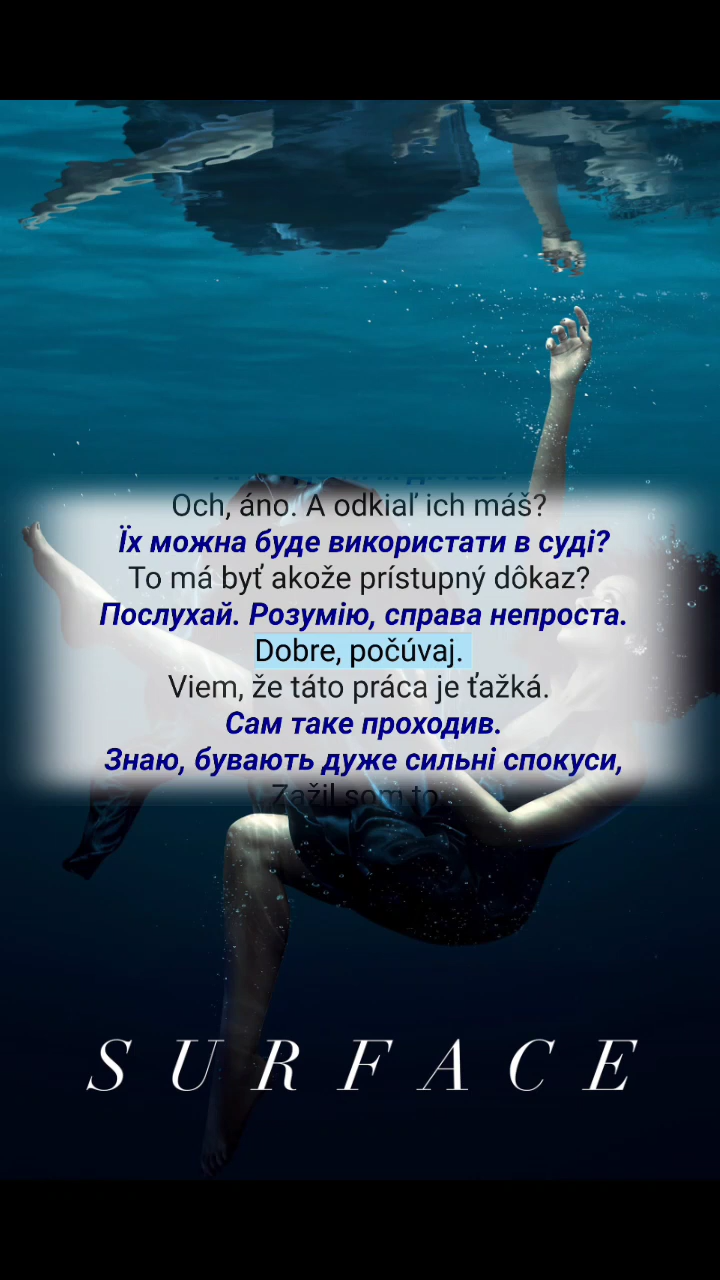 Och, áno. A odkiaľ ich máš?
Їх можна буде використати в суді?
To má byť akože prístupný dôkaz?
Послухай. Розумію, справа непроста.
Dobre, počúvaj.
Viem, že táto práca je ťažká.
Сам таке проходив.
Знаю, бувають дуже сильні спокуси,
Zažil som to
SURFACE